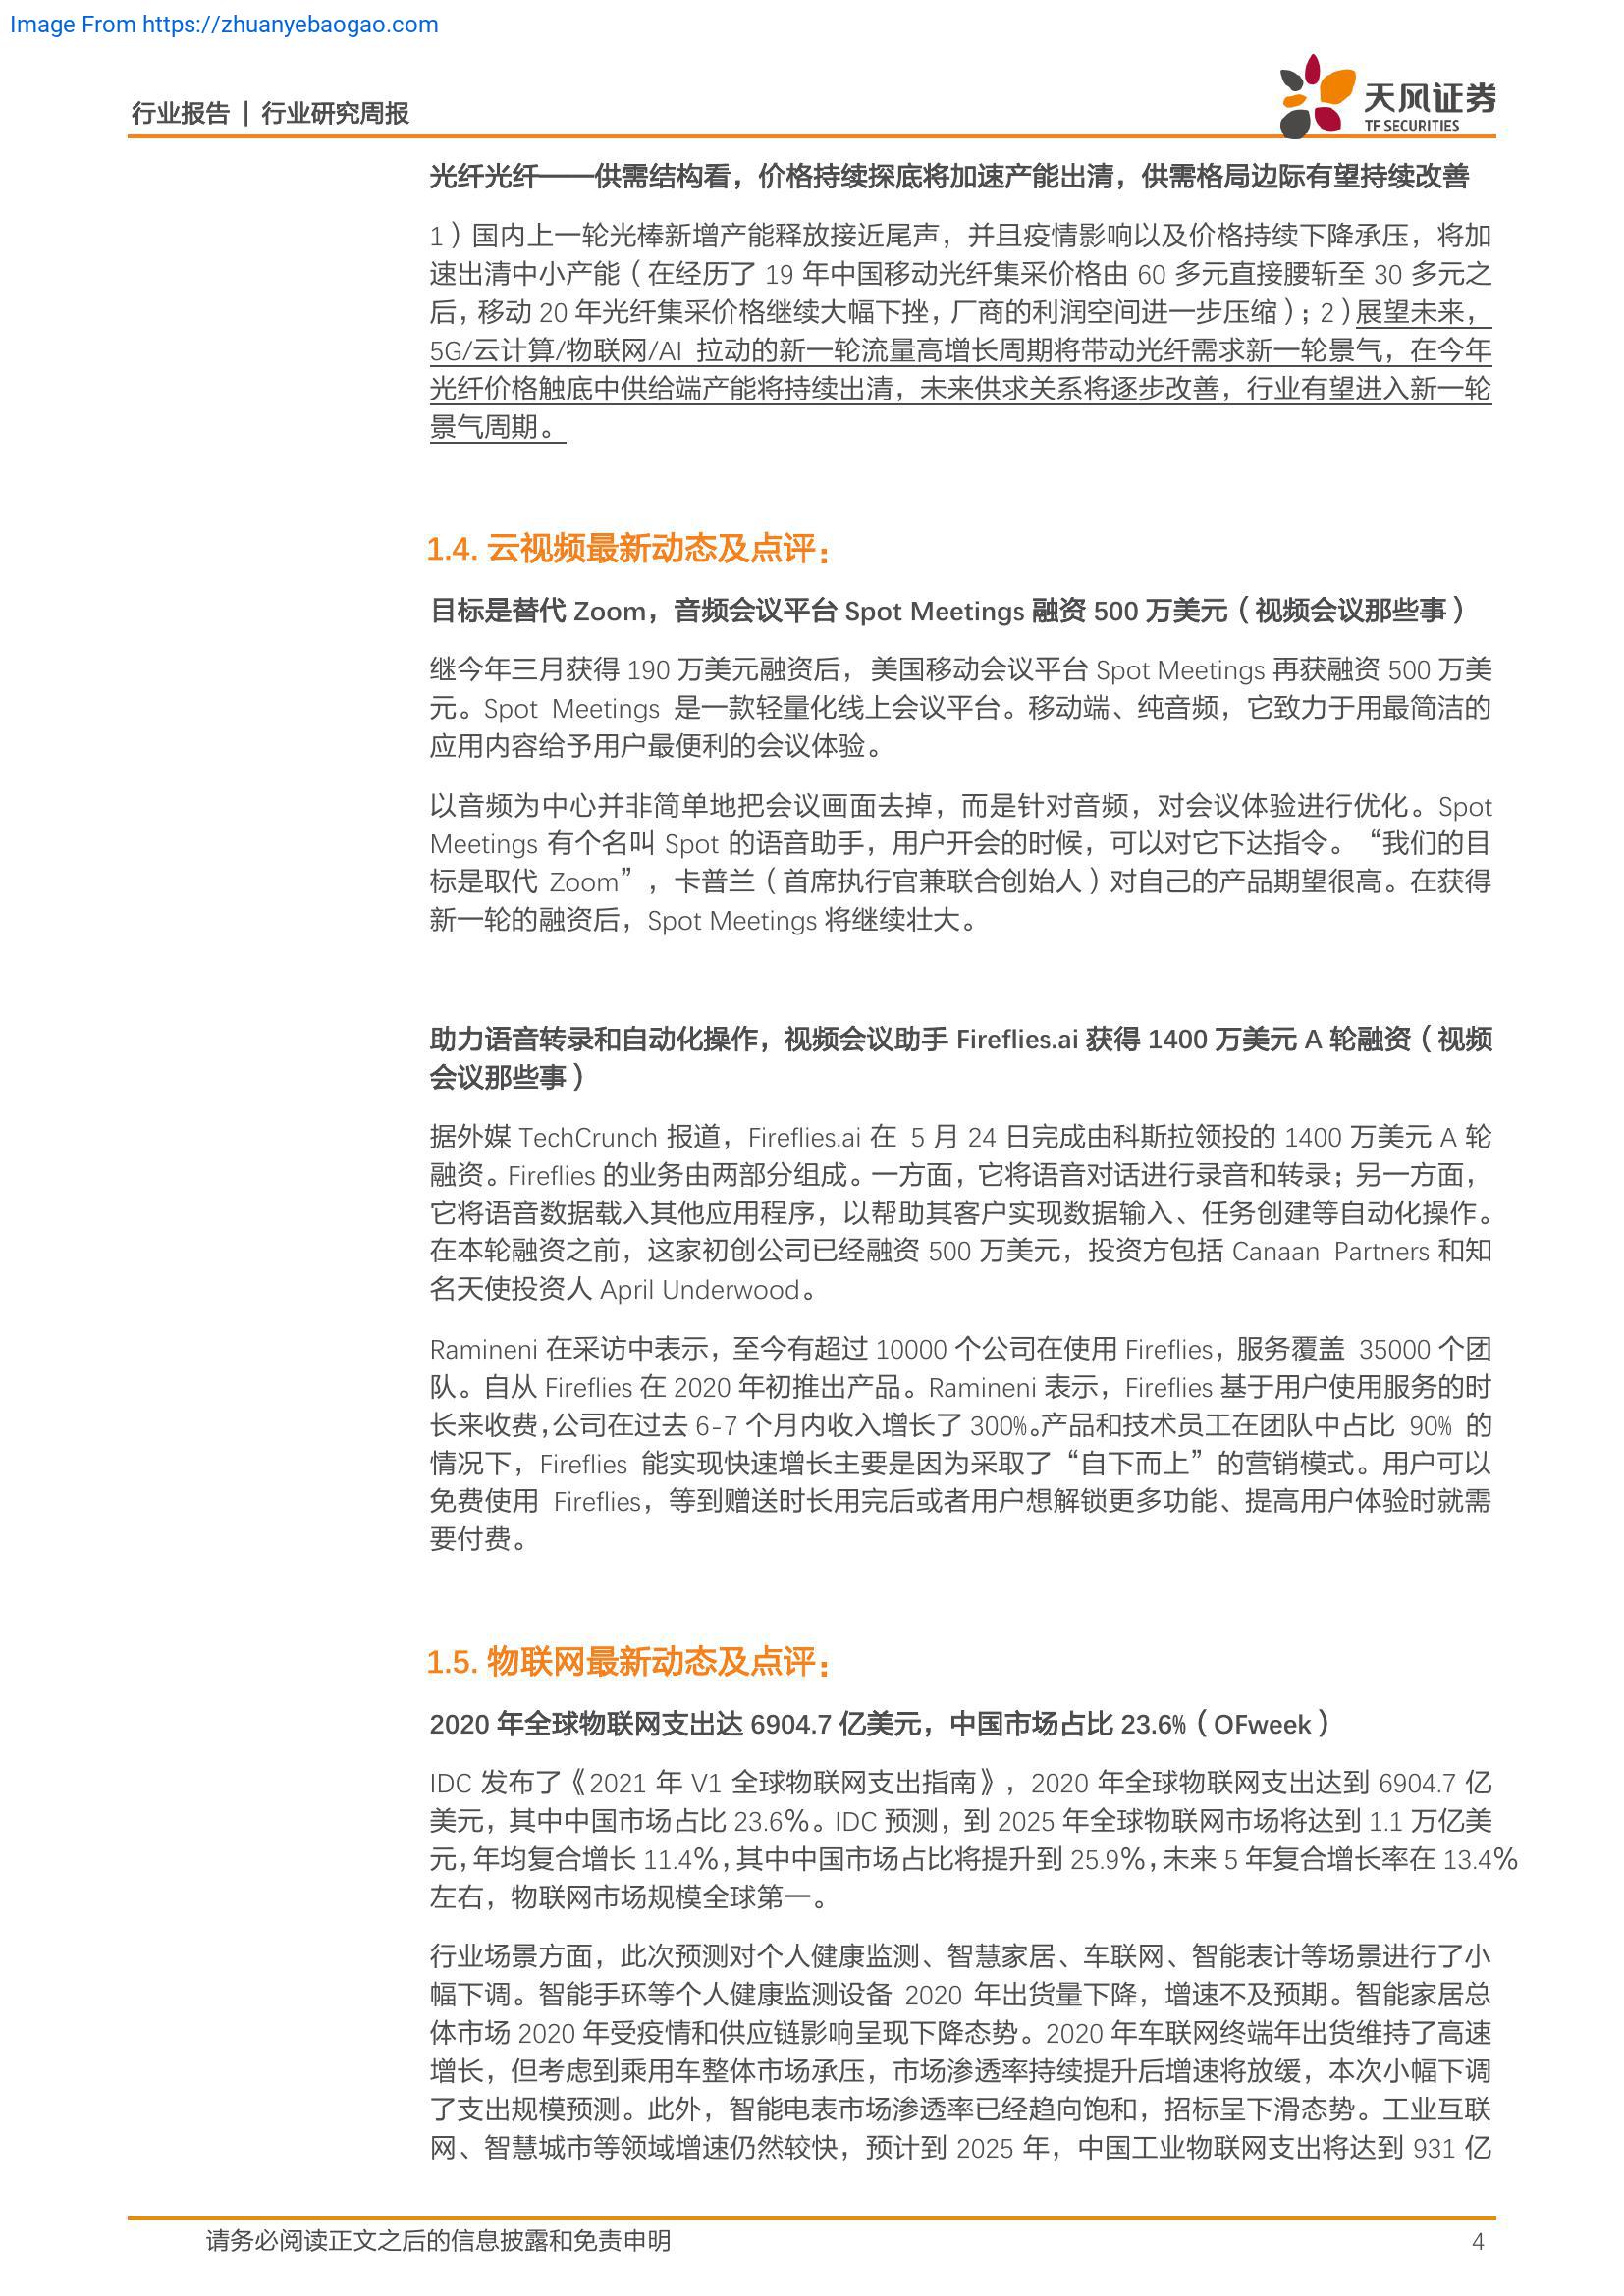 Image From https://zhuanyebaogao.com
行业报告 | 行业研究周报
天风证券
TF SECURITIES
光纤光纤——供需结构看，价格持续探底将加速产能出清，供需格局边际有望持续改善
1）国内上一轮光棒新增产能释放接近尾声，并且疫情影响以及价格持续下降承压，将加
速出清中小产能（在经历了 19 年中国移动光纤集采价格由 60 多元直接腰斩至 30 多元之
后，移动 20 年光纤集采价格继续大幅下挫，厂商的利润空间进一步压缩）；2）展望未来，
5G/云计算/物联网/AI 拉动的新一轮流量高增长周期将带动光纤需求新一轮景气，在今年
光纤价格触底中供给端产能将持续出清，未来供求关系将逐步改善，行业有望进入新一轮
景气周期。
1.4. 云视频最新动态及点评：
目标是替代 Zoom，音频会议平台 Spot Meetings 融资 500 万美元（视频会议那些事）
继今年三月获得 190 万美元融资后，美国移动会议平台 Spot Meetings 再获融资 500 万美
元。Spot Meetings 是一款轻量化线上会议平台。移动端、纯音频，它致力于用最简洁的
应用内容给予用户最便利的会议体验。
以音频为中心并非简单地把会议画面去掉，而是针对音频，对会议体验进行优化。Spot
Meetings 有个名叫 Spot 的语音助手，用户开会的时候，可以对它下达指令。“我们的目
标是取代 Zoom”，卡普兰（首席执行官兼联合创始人）对自己的产品期望很高。在获得
新一轮的融资后，Spot Meetings 将继续壮大。
助力语音转录和自动化操作，视频会议助手 Fireflies.ai 获得 1400 万美元 A 轮融资（视频
会议那些事）
据外媒 TechCrunch 报道，Fireflies.ai 在 5 月 24 日完成由科斯拉领投的 1400 万美元 A 轮
融资。Fireflies 的业务由两部分组成。一方面，它将语音对话进行录音和转录；另一方面，
它将语音数据载入其他应用程序，以帮助其客户实现数据输入、任务创建等自动化操作。
在本轮融资之前，这家初创公司已经融资 500 万美元，投资方包括 Canaan Partners 和知
名天使投资人 April Underwood。
Ramineni 在采访中表示，至今有超过 10000 个公司在使用 Fireflies，服务覆盖 35000 个团
队。自从 Fireflies 在 2020 年初推出产品。Ramineni 表示，Fireflies 基于用户使用服务的时
长来收费，公司在过去 6-7 个月内收入增长了 300%。产品和技术员工在团队中占比 90% 的
情况下，Fireflies 能实现快速增长主要是因为采取了“自下而上”的营销模式。用户可以
免费使用 Fireflies，等到赠送时长用完后或者用户想解锁更多功能、提高用户体验时就需
要付费。
1.5. 物联网最新动态及点评：
2020 年全球物联网支出达 6904.7 亿美元，中国市场占比 23.6%（OFweek）
IDC 发布了《2021 年 V1 全球物联网支出指南》，2020 年全球物联网支出达到 6904.7 亿
美元，其中中国市场占比 23.6%。IDC 预测，到 2025 年全球物联网市场将达到 1.1 万亿美
元，年均复合增长 11.4%，其中中国市场占比将提升到 25.9%，未来 5 年复合增长率在 13.4%
左右，物联网市场规模全球第一。
行业场景方面，此次预测对个人健康监测、智慧家居、车联网、智能表计等场景进行了小
幅下调。智能手环等个人健康监测设备 2020 年出货量下降，增速不及预期。智能家居总
体市场 2020 年受疫情和供应链影响呈现下降态势。2020 年车联网终端年出货维持了高速
增长，但考虑到乘用车整体市场承压，市场渗透率持续提升后增速将放缓，本次小幅下调
了支出规模预测。此外，智能电表市场渗透率已经趋向饱和，招标呈下滑态势。工业互联
网、智慧城市等领域增速仍然较快，预计到 2025 年，中国工业物联网支出将达到 931 亿
请务必阅读正文之后的信息披露和免责申明
4